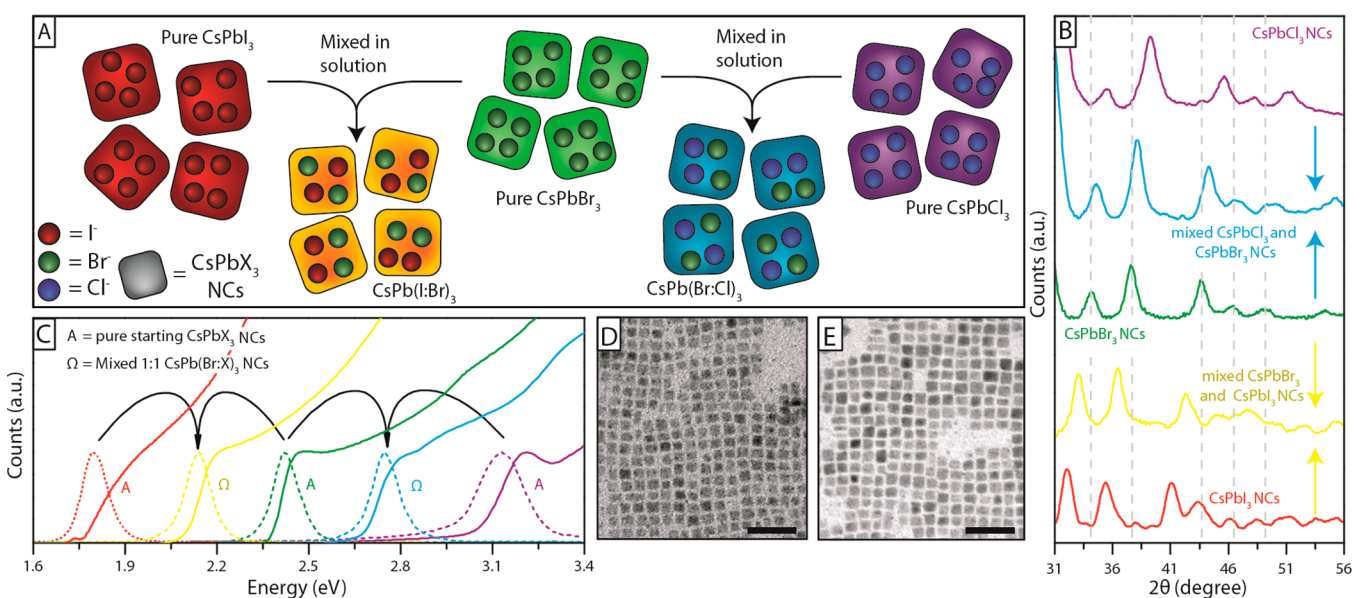 A
Pure CsPbI3
Mixed in
solution
Mixed in
solution
Pure CsPbBr3
Pure CsPbCl3
= I-
= Br-
= Cl-
= CsPbX3
NCs
CsPb(I:Br)3
CsPb(Br:Cl)3
B
CsPbCl3 NCs
mixed CsPbCl3 and
CsPbBr3 NCs
CsPbBr3 NCs
mixed CsPbBr3
and CsPbI3 NCs
CsPbI3 NCs
Counts (a.u.)
31 36 41 46 51 56
2θ (degree)
C
A = pure starting CsPbX3 NCs
Ω = Mixed 1:1 CsPb(Br:X)3 NCs
A
Ω
A
Ω
A
Counts (a.u.)
1.6 1.9 2.2 2.5 2.8 3.1 3.4
Energy (eV)
D
E